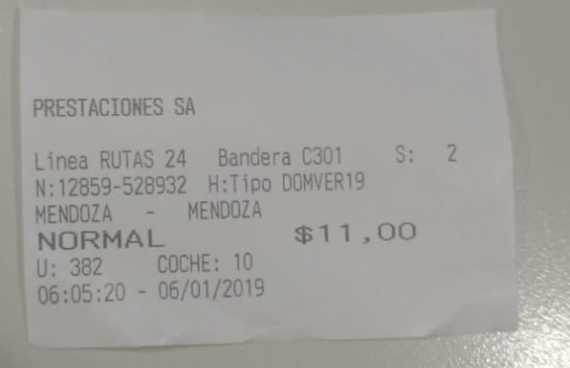 PRESTACIONES SA
Linea RUTAS 24 Bandera C301 S: 2
N:12859-528932 H:Tipo DOMVER19
MENDOZA - MENDOZA
NORMAL $11,00
U: 382 COCHE: 10
06:05:20 - 06/01/2019